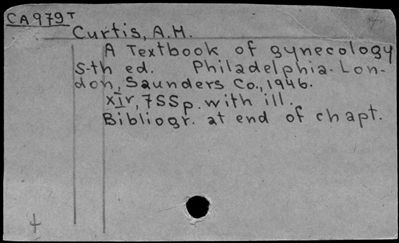 CA979T
Curtis, A.H.
A Textbook of gynecology
5-th ed. Philadelphia-Lon-
don, Saunders Co., 1946.
xIv, 755p. with ill.
Bibliogr. at end of chapt.